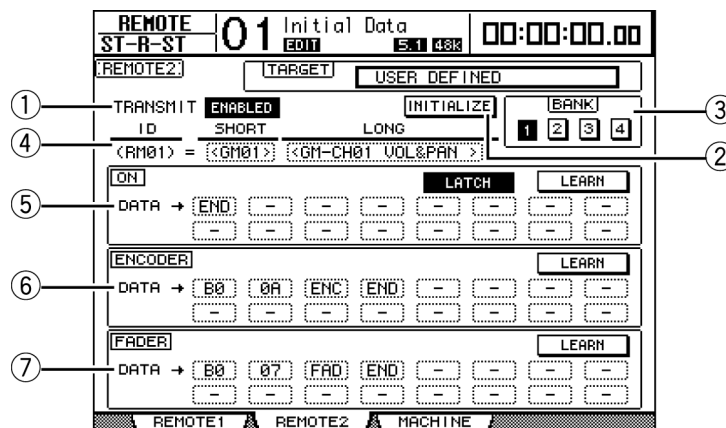 REMOTE
ST-R-ST
01 Initial Data
EDIT 5.1 48K
00:00:00.00
REMOTE2
TARGET USER DEFINED
① TRANSMIT ENABLED INITIALIZE BANK ③
1 2 3 4
②
ID SHORT LONG
④ (RM01) = <GM01> <GM-CH01 VOL&PAN >
ON LATCH LEARN
⑤ DATA → END - - - - - - -
- - - - - - - -
ENCODER LEARN
⑥ DATA → B0 0A ENC END - - - -
- - - - - - - -
FADER LEARN
⑦ DATA → B0 07 FAD END - - - -
- - - - - - - -
REMOTE1 REMOTE2 MACHINE